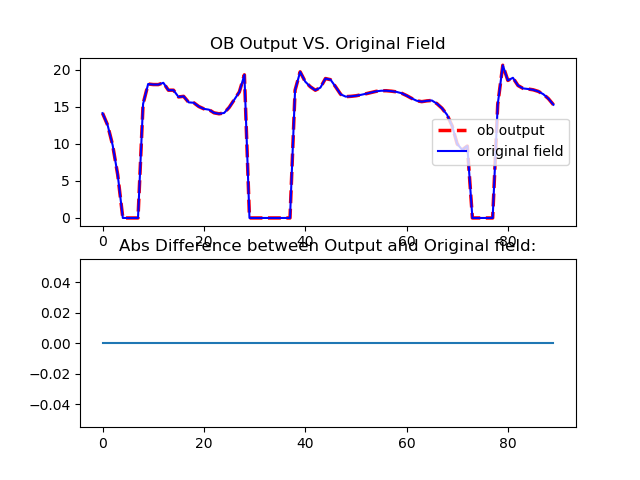 OB Output VS. Original Field
20
15
10
5
0
ob output
original field
0 20 40 60 80
Abs Difference between Output and Original field:
0.04
0.02
0.00
−0.02
−0.04
0 20 40 60 80